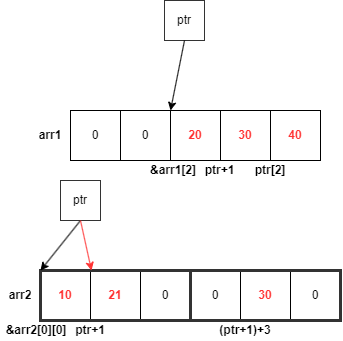 ptr
arr1 0 0 20 30 40
&arr1[2] ptr+1 ptr[2]
ptr
arr2 10 21 0 0 30 0
&arr2[0][0] ptr+1 (ptr+1)+3